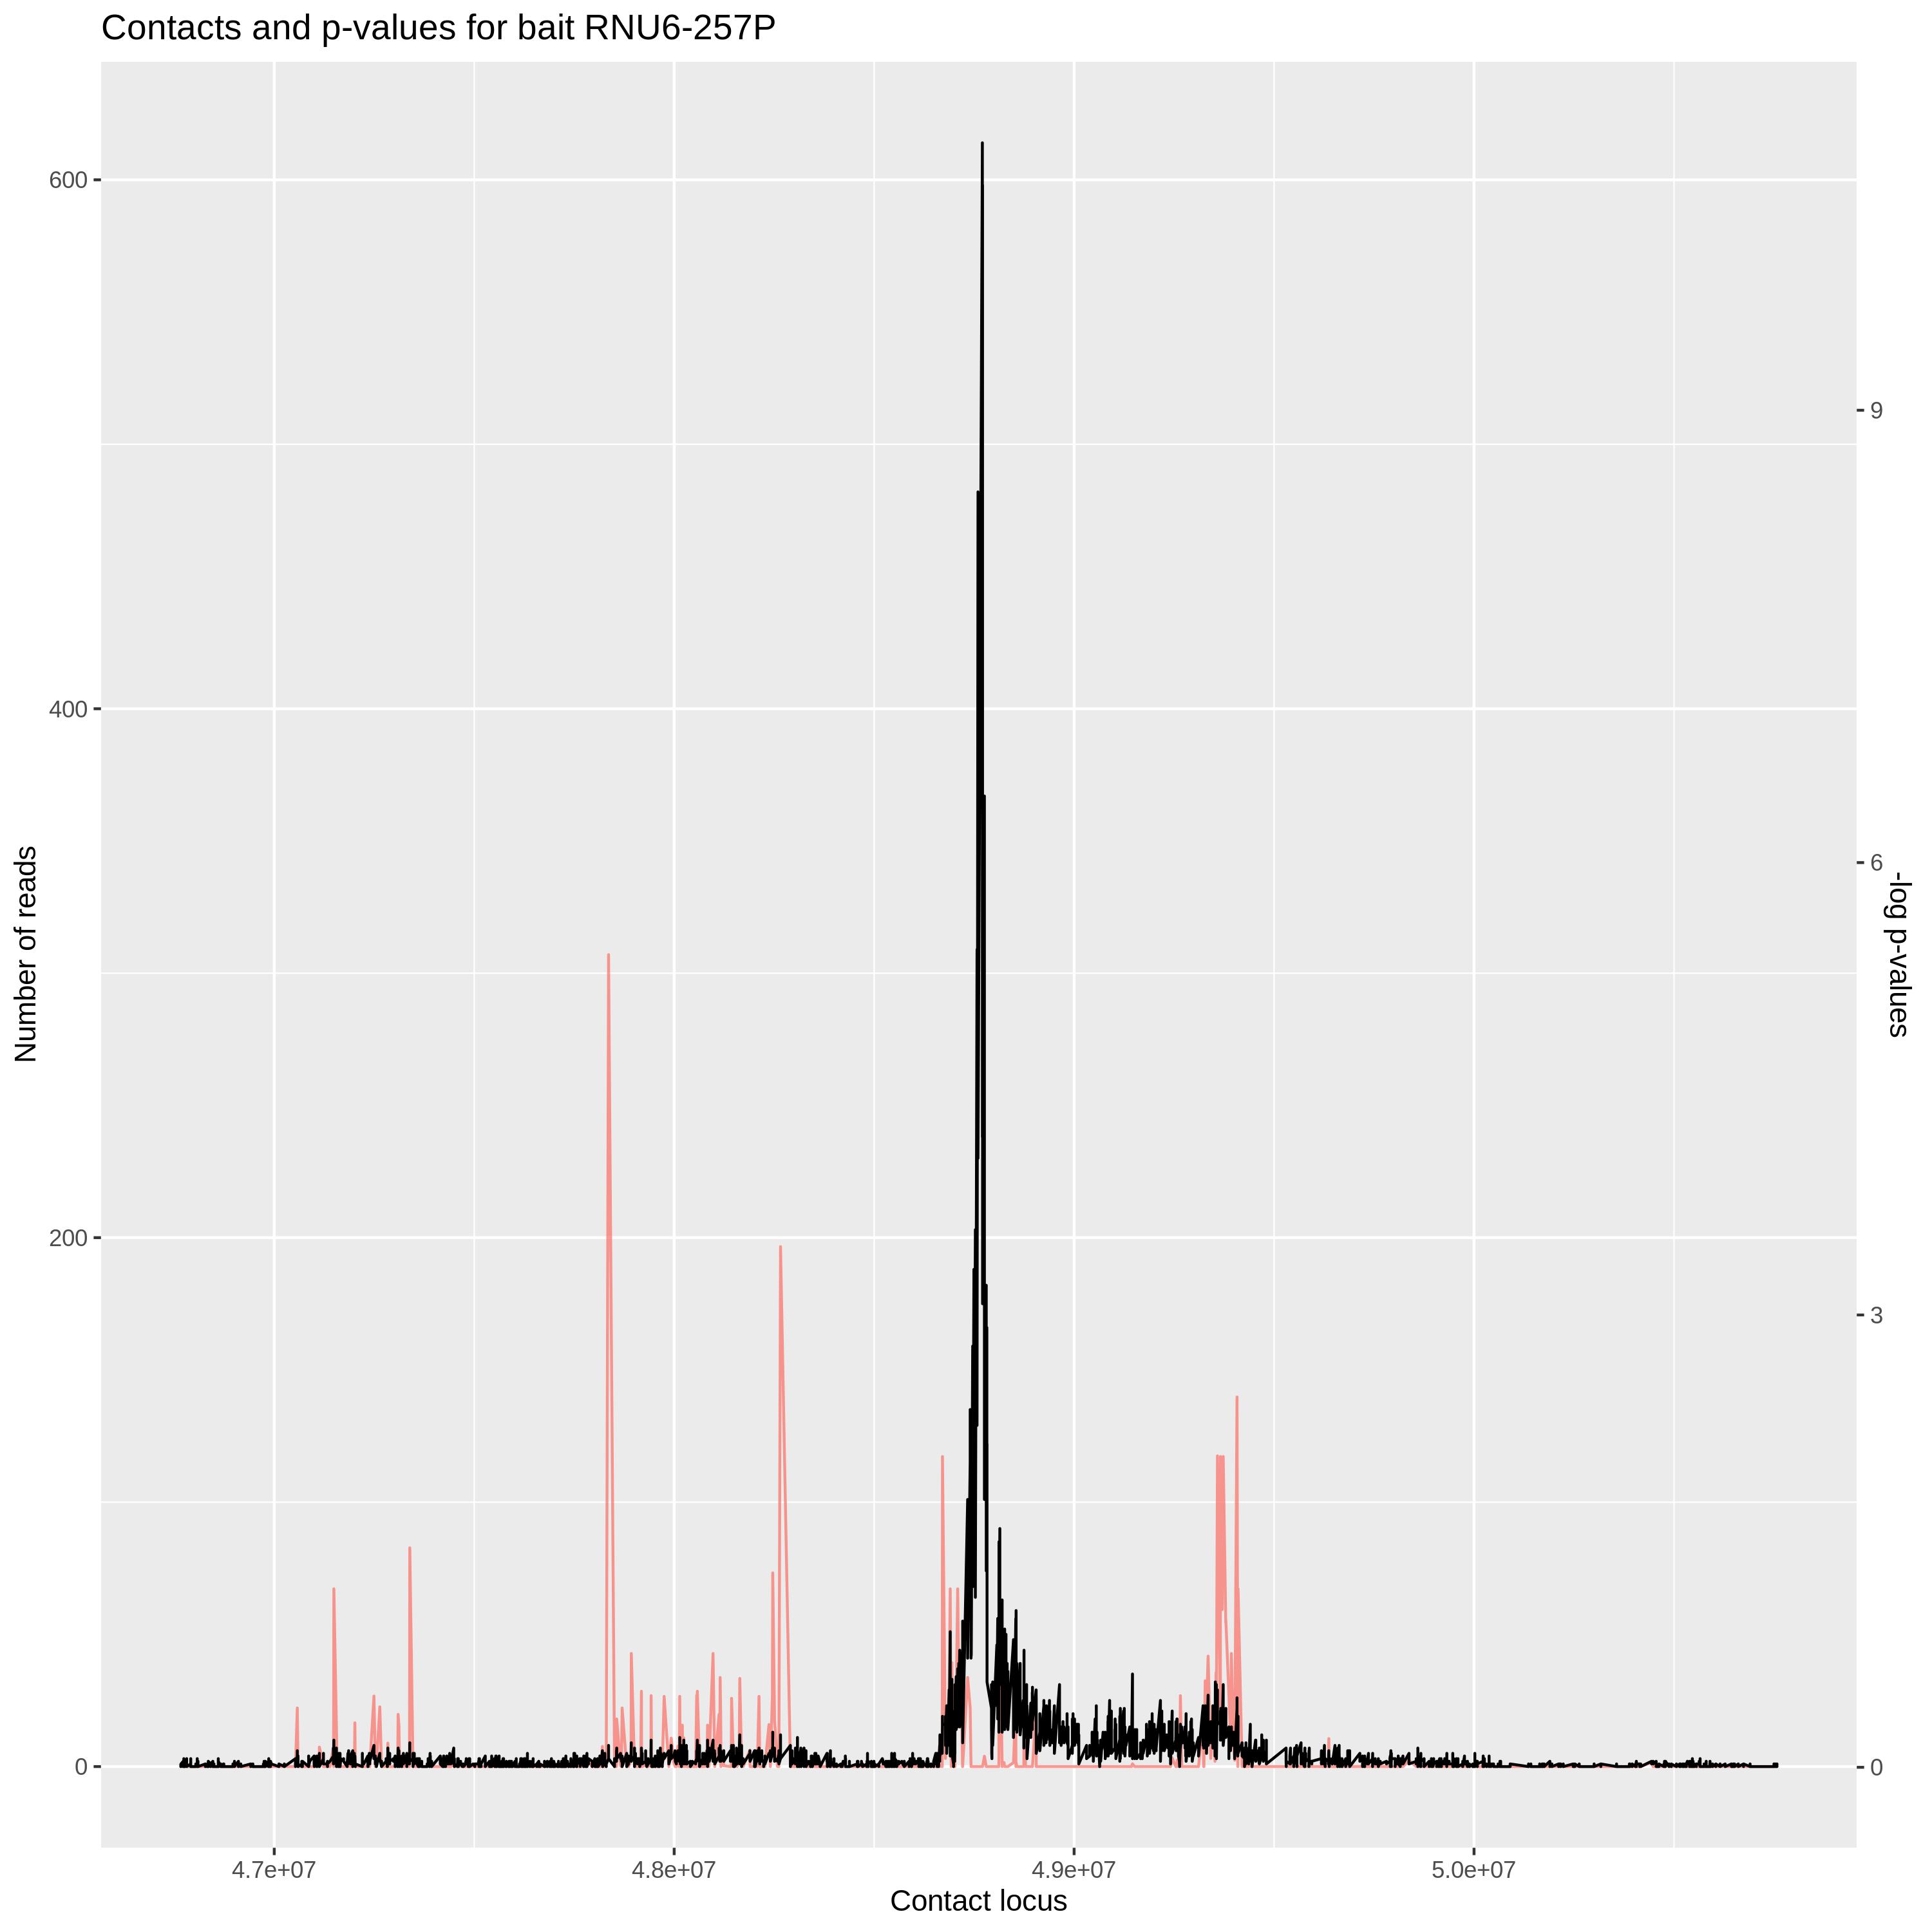 Contacts and p-values for bait RNU6-257P
600
400
200
0
Number of reads
9
6
3
0
-log p-values
4.7e+07
4.8e+07
4.9e+07
5.0e+07
Contact locus